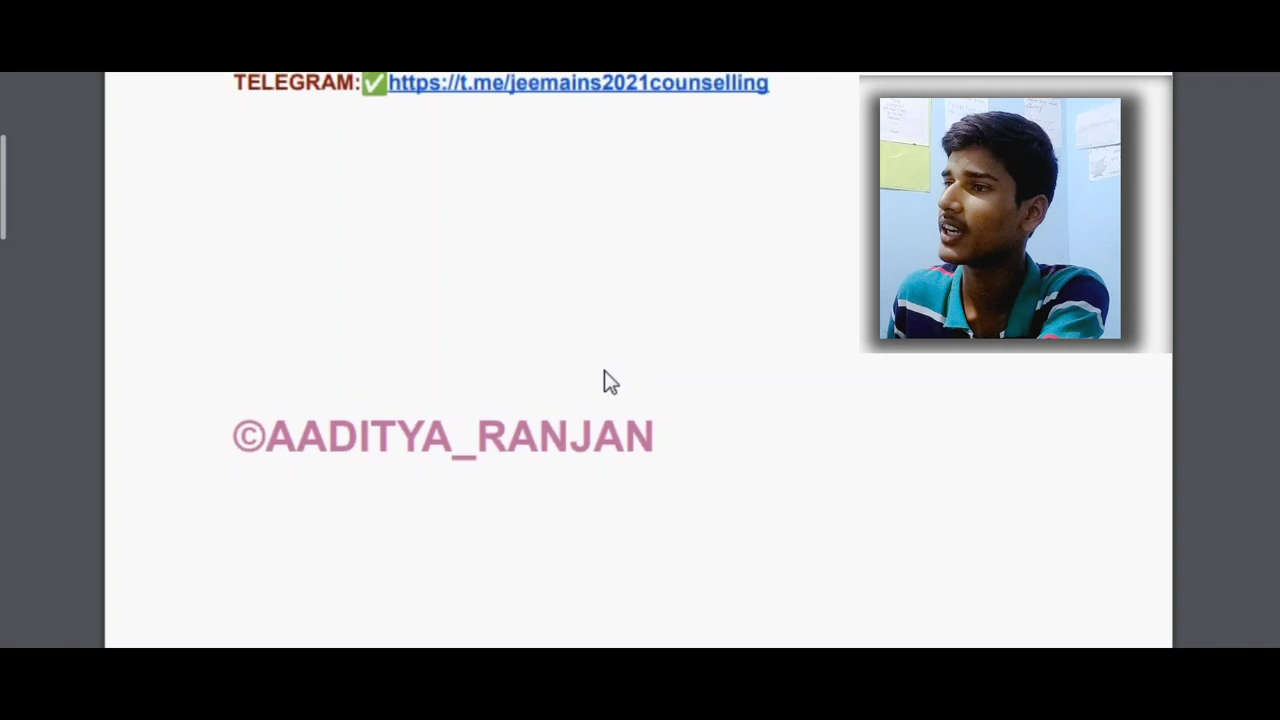 TELEGRAM:✅https://t.me/jeemains2021counselling
©AADITYA_RANJAN